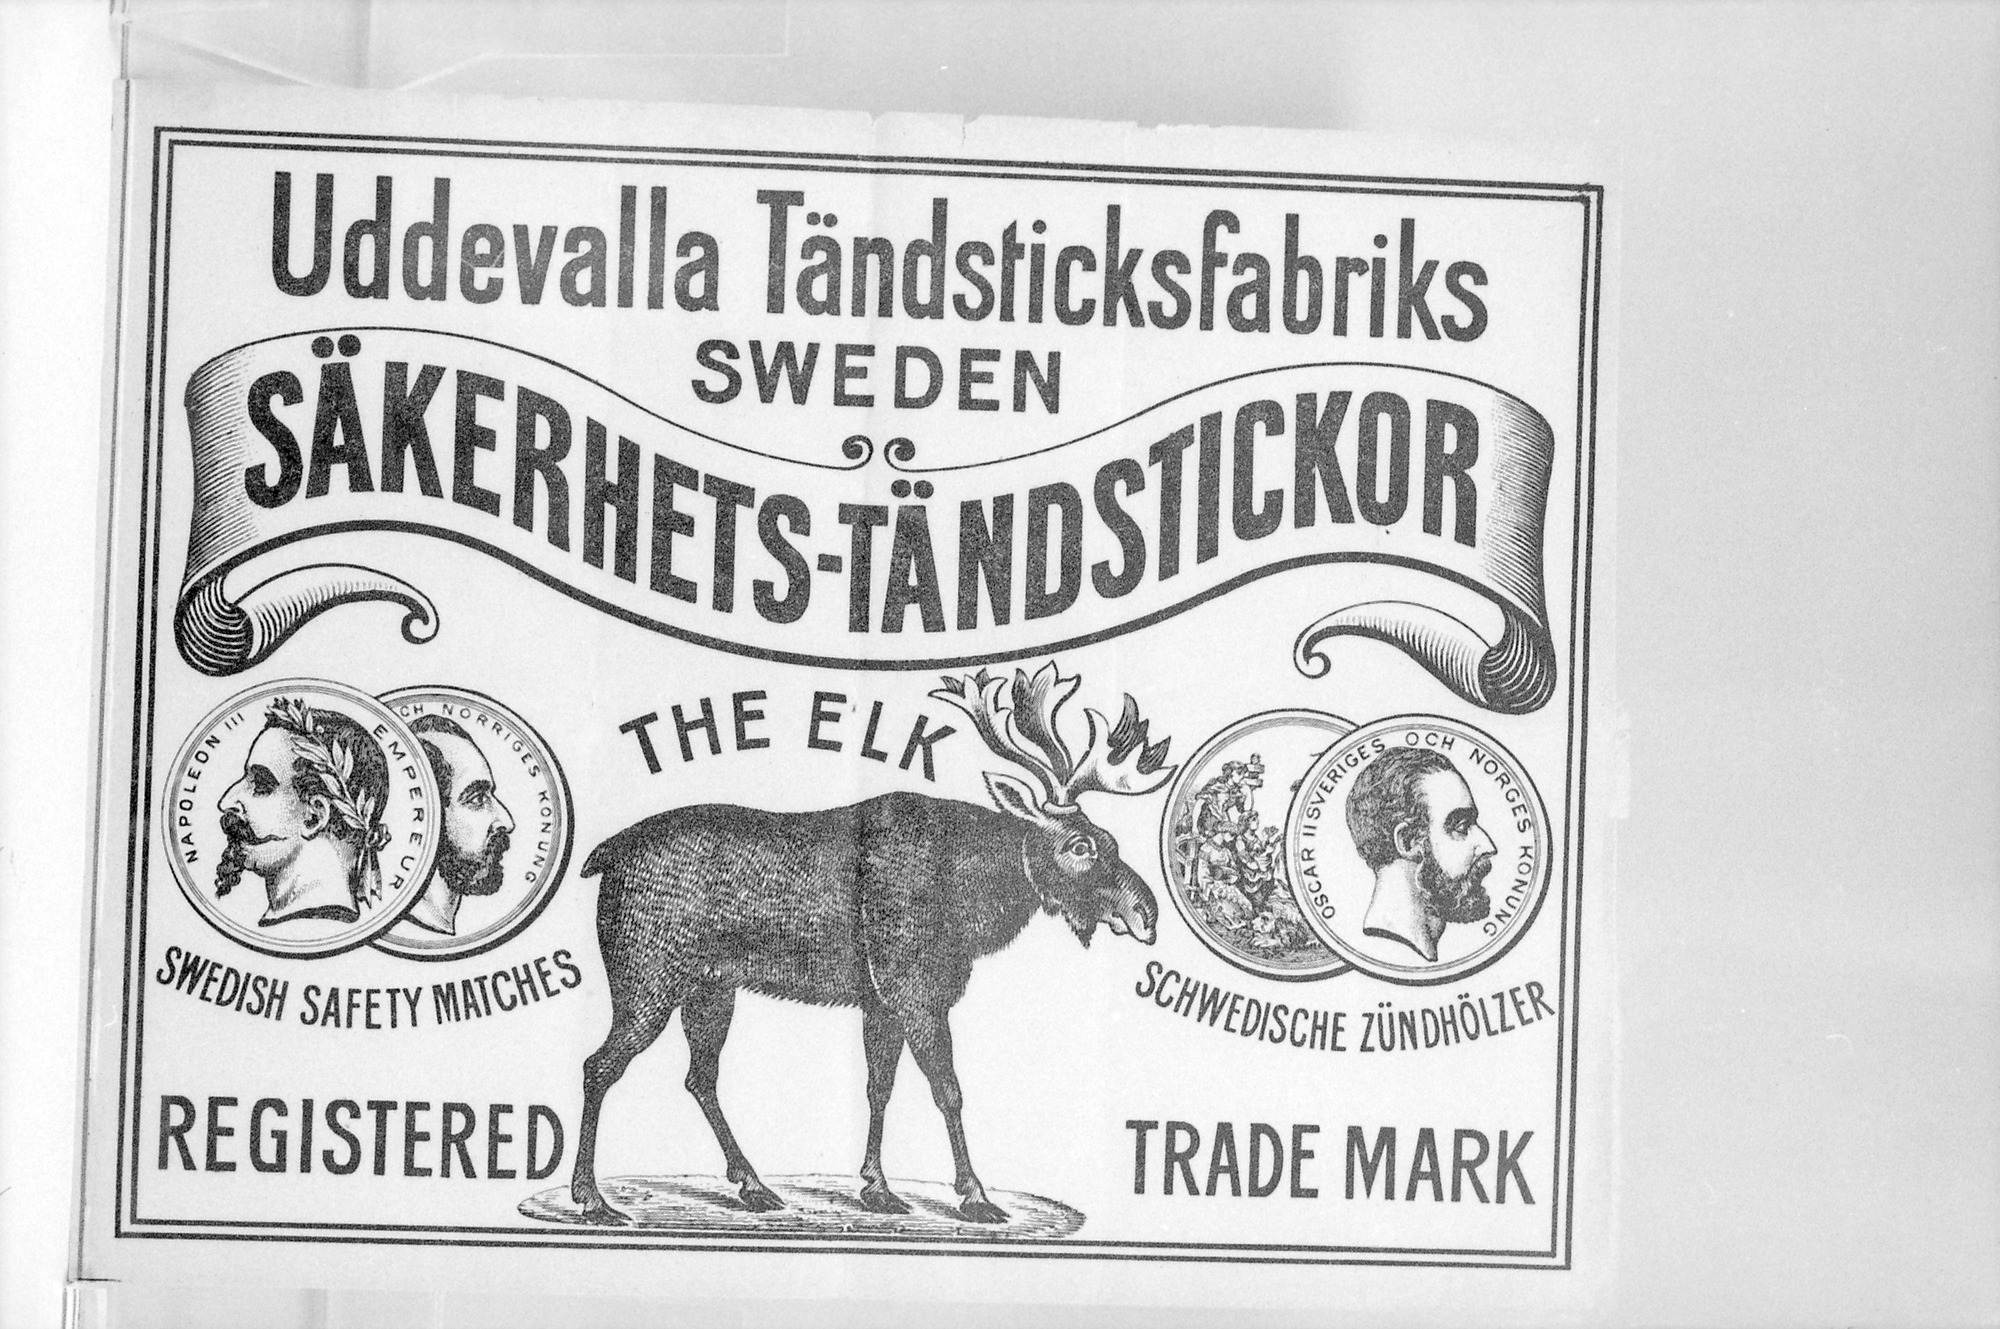 Uddevalla Tändsticksfabriks
SWEDEN
SÄKERHETS-TÄNDSTICKOR
THE ELK
NAPOLEON III EMPEREUR
CH NORRIGES KONUNG
OSCAR II SVERIGES OCH NORGES KONUNG
SWEDISH SAFETY MATCHES
SCHWEDISCHE ZÜNDHÖLZER
REGISTERED
TRADE MARK